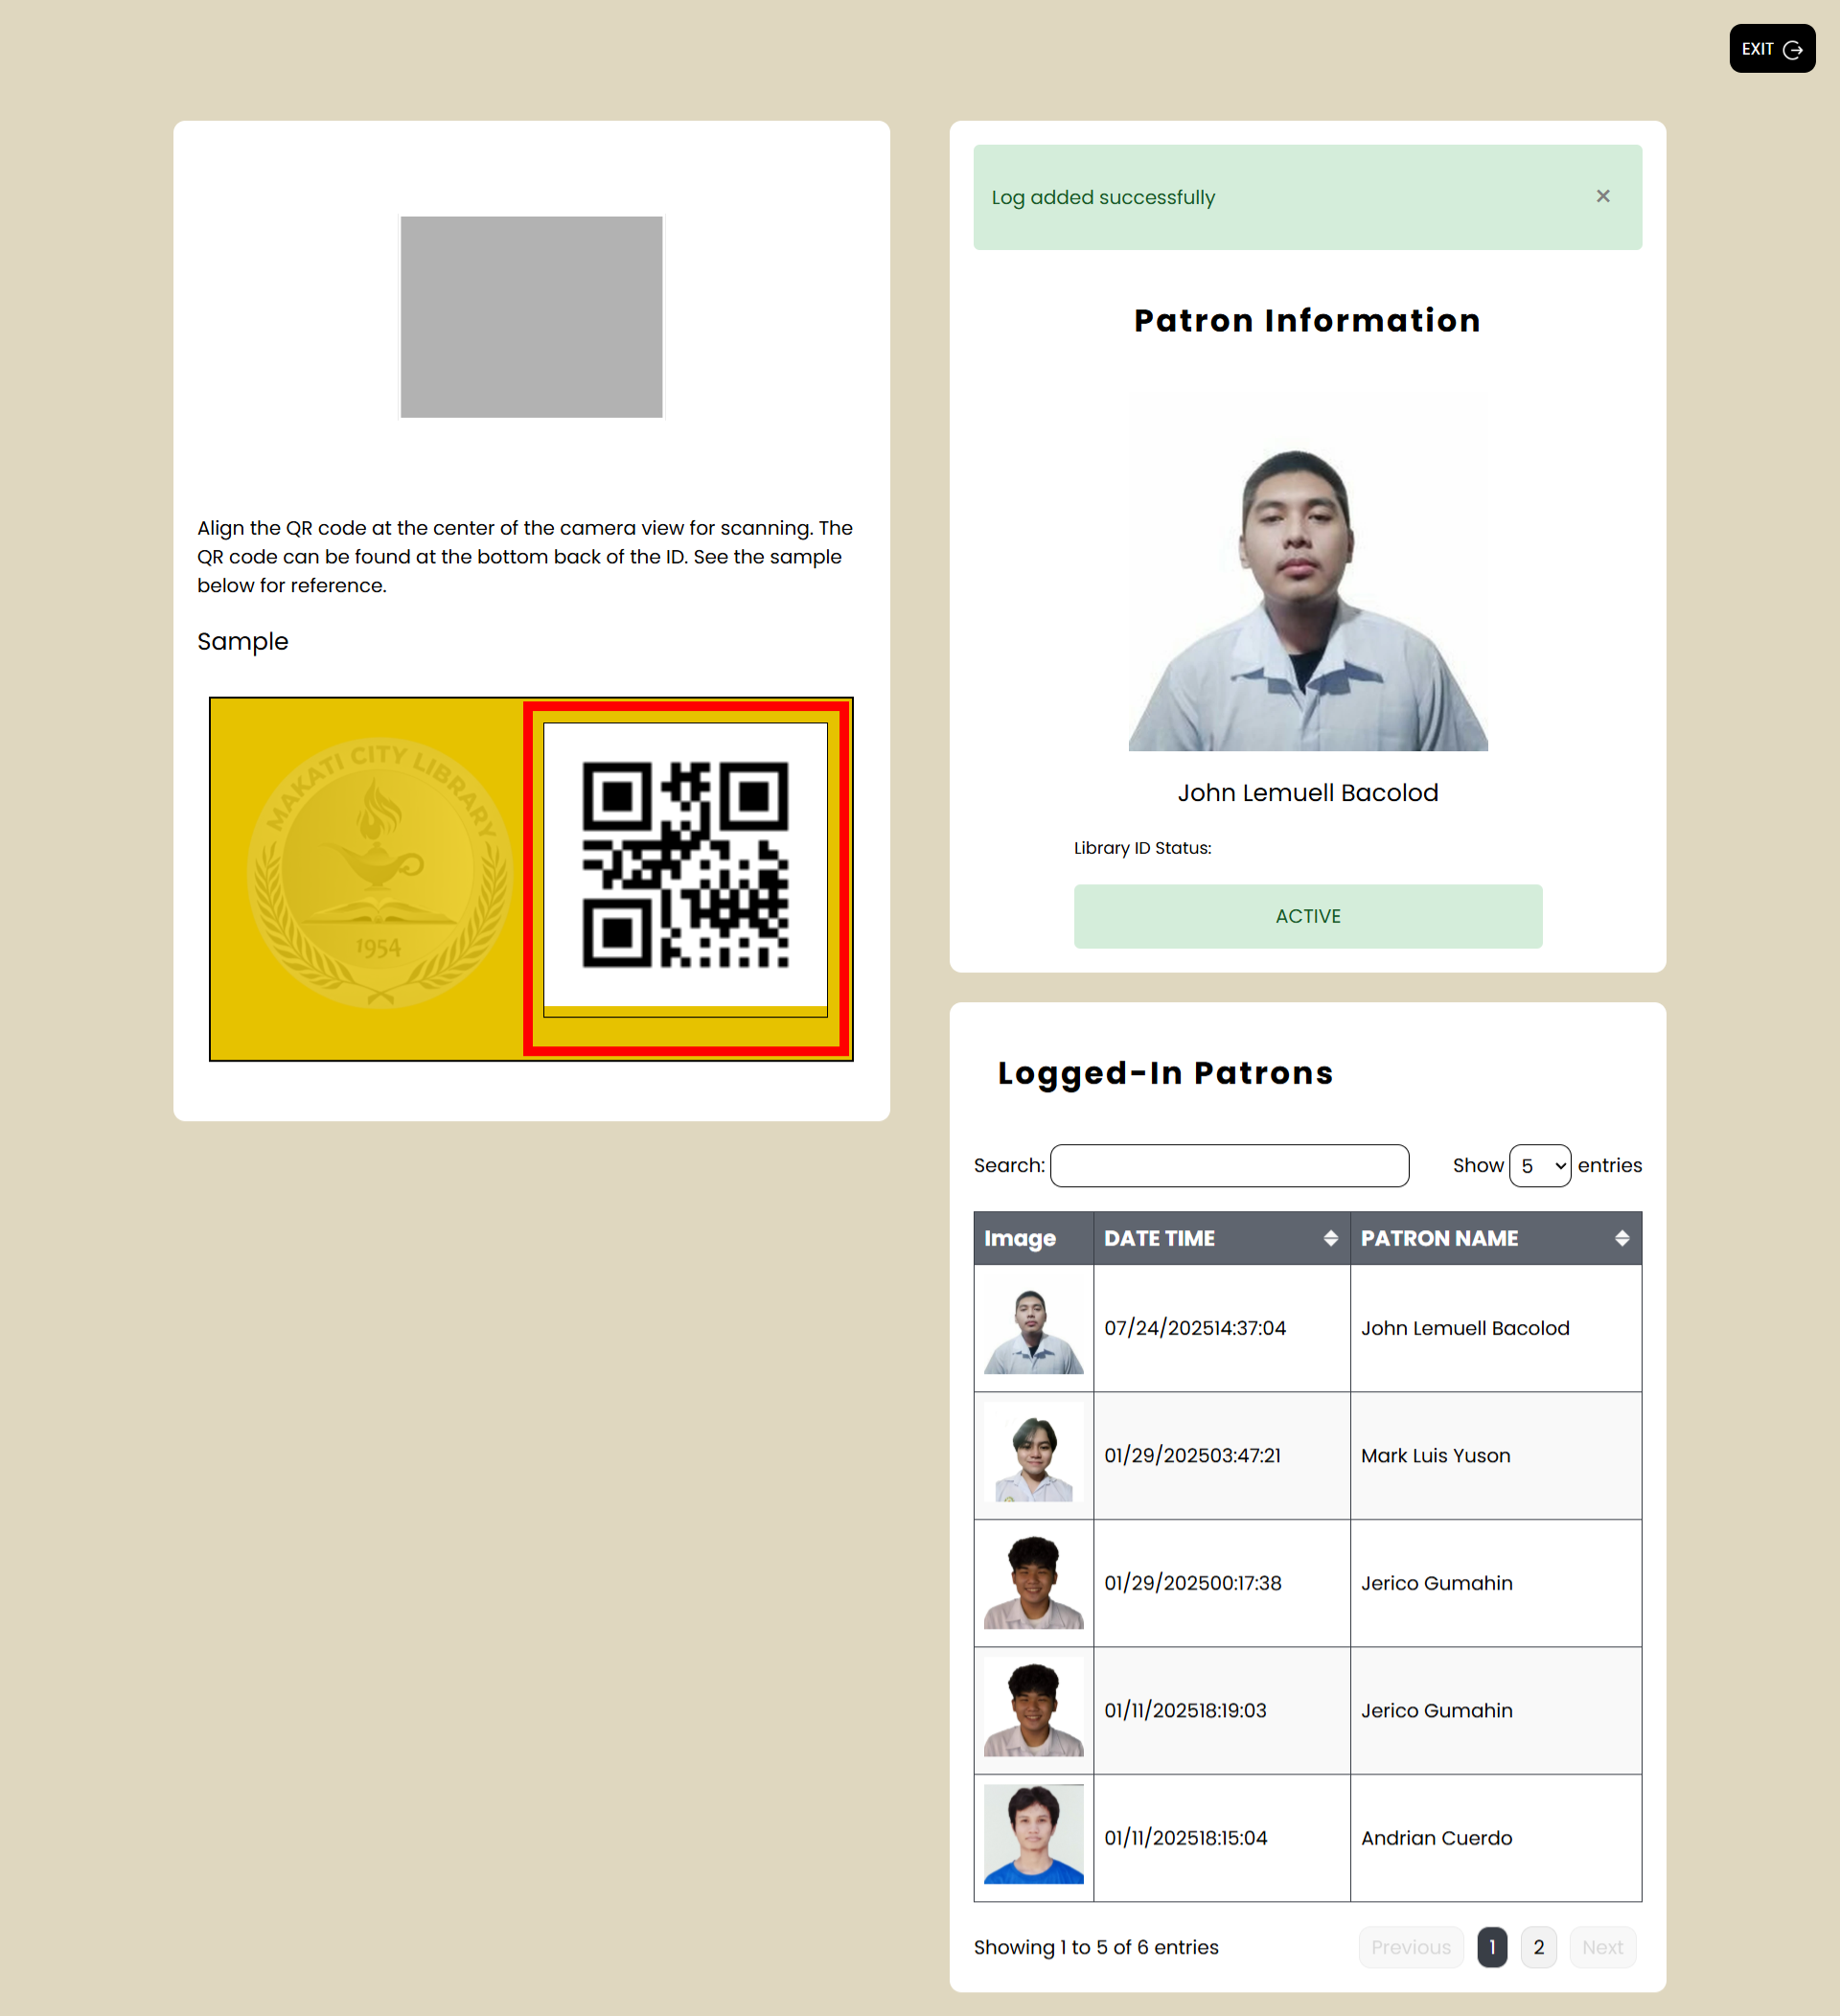 EXIT
Align the QR code at the center of the camera view for scanning. The
QR code can be found at the bottom back of the ID. See the sample
below for reference.
Sample
MAKATI CITY LIBRARY
1954
Log added successfully ×
Patron Information
John Lemuell Bacolod
Library ID Status:
ACTIVE
Logged-In Patrons
Search: Show 5 entries
Image DATE TIME PATRON NAME
07/24/202514:37:04 John Lemuell Bacolod
01/29/202503:47:21 Mark Luis Yuson
01/29/202500:17:38 Jerico Gumahin
01/11/202518:19:03 Jerico Gumahin
01/11/202518:15:04 Andrian Cuerdo
Showing 1 to 5 of 6 entries Previous 1 2 Next